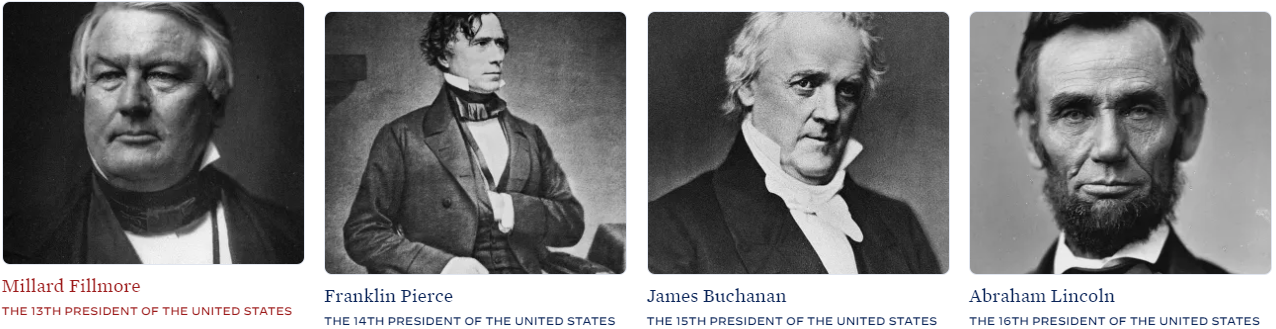 Millard Fillmore
THE 13TH PRESIDENT OF THE UNITED STATES
Franklin Pierce
THE 14TH PRESIDENT OF THE UNITED STATES
James Buchanan
THE 15TH PRESIDENT OF THE UNITED STATES
Abraham Lincoln
THE 16TH PRESIDENT OF THE UNITED STATES